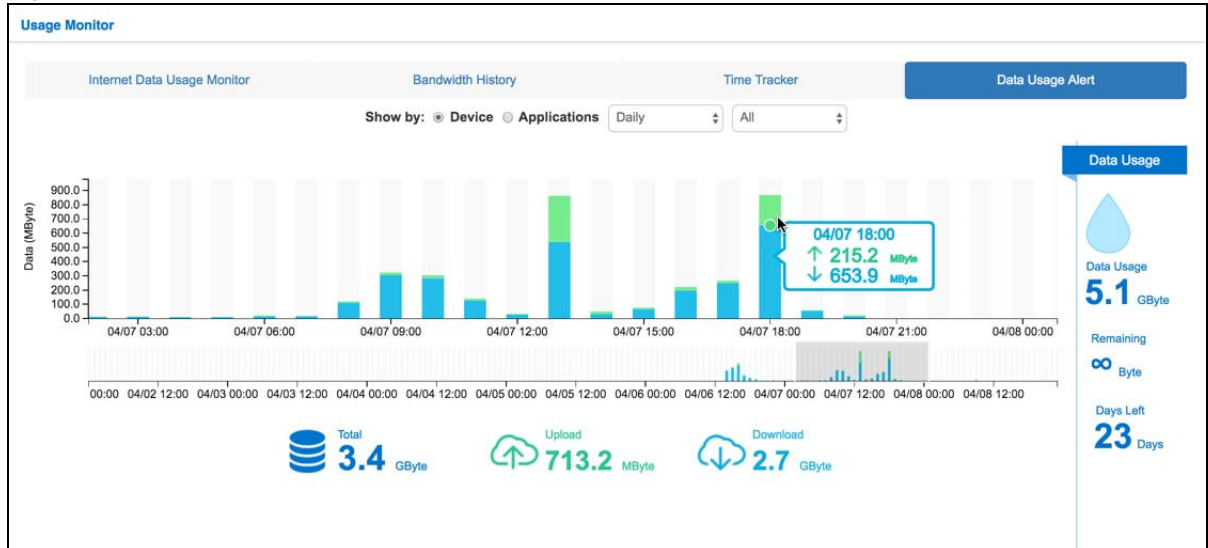 Usage Monitor
Internet Data Usage Monitor Bandwidth History Time Tracker Data Usage Alert
Show by: Device Applications Daily All
Data Usage
Data (MByte)
900.0
800.0
700.0
600.0
500.0
400.0
300.0
200.0
100.0
0.0
04/07 18:00
↑ 215.2 MByte
↓ 653.9 MByte
04/07 03:00 04/07 06:00 04/07 09:00 04/07 12:00 04/07 15:00 04/07 18:00 04/07 21:00 04/08 00:00
00:00 04/02 12:00 04/03 00:00 04/03 12:00 04/04 00:00 04/04 12:00 04/05 00:00 04/05 12:00 04/06 00:00 04/06 12:00 04/07 00:00 04/07 12:00 04/08 00:00 04/08 12:00
Total
3.4 GByte
Upload
713.2 MByte
Download
2.7 GByte
Data Usage
5.1 GByte
Remaining
∞ Byte
Days Left
23 Days